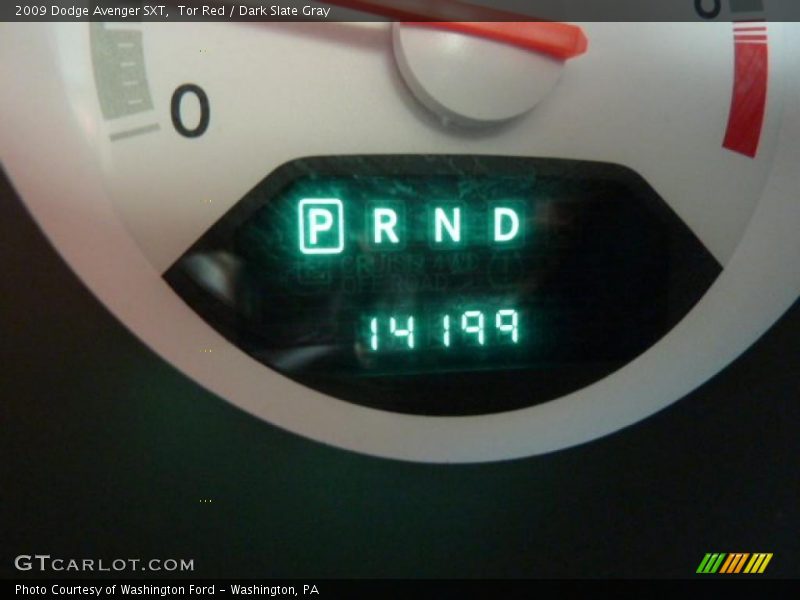 2009 Dodge Avenger SXT,  Tor Red / Dark Slate Gray
0
P R N D
14199
GTCARLOT.COM
Photo Courtesy of Washington Ford - Washington, PA